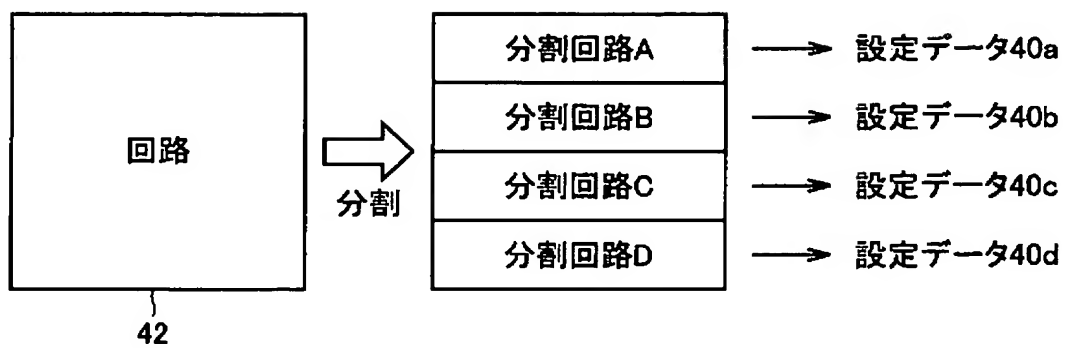 回路
42
分割
分割回路A
分割回路B
分割回路C
分割回路D
設定データ40a
設定データ40b
設定データ40c
設定データ40d